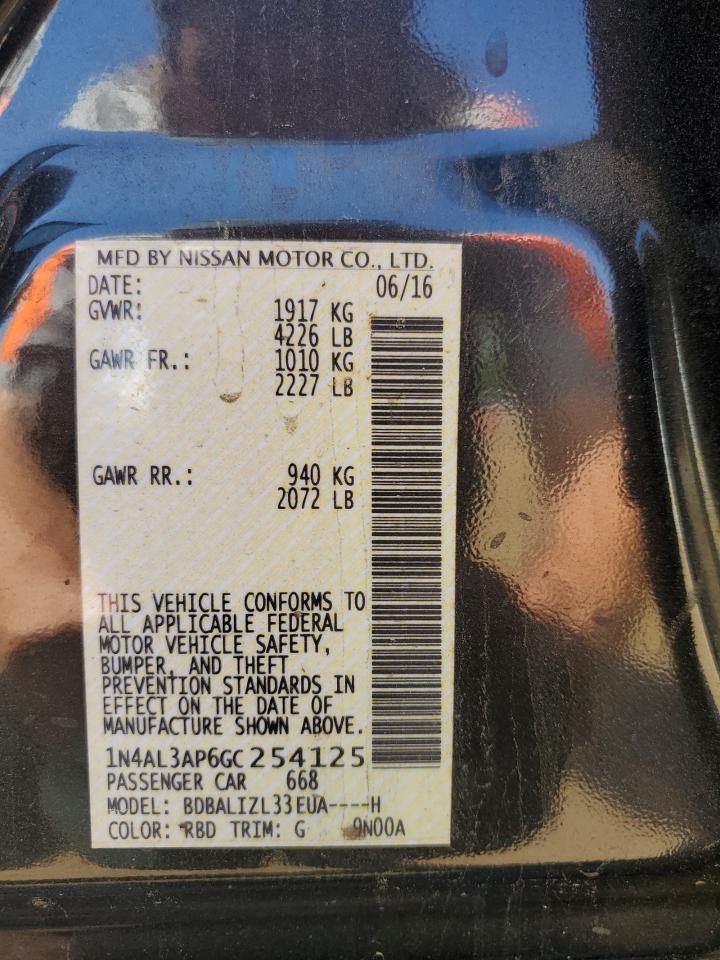 MFD BY NISSAN MOTOR CO., LTD.
DATE: 06/16
GVWR: 1917 KG
4226 LB
GAWR FR.: 1010 KG
2227 LB
GAWR RR.: 940 KG
2072 LB
THIS VEHICLE CONFORMS TO
ALL APPLICABLE FEDERAL
MOTOR VEHICLE SAFETY,
BUMPER, AND THEFT
PREVENTION STANDARDS IN
EFFECT ON THE DATE OF
MANUFACTURE SHOWN ABOVE.
1N4AL3AP6GC254125
PASSENGER CAR 668
MODEL: BDBALIZL33EUA----H
COLOR: RBD TRIM: G 9N00A